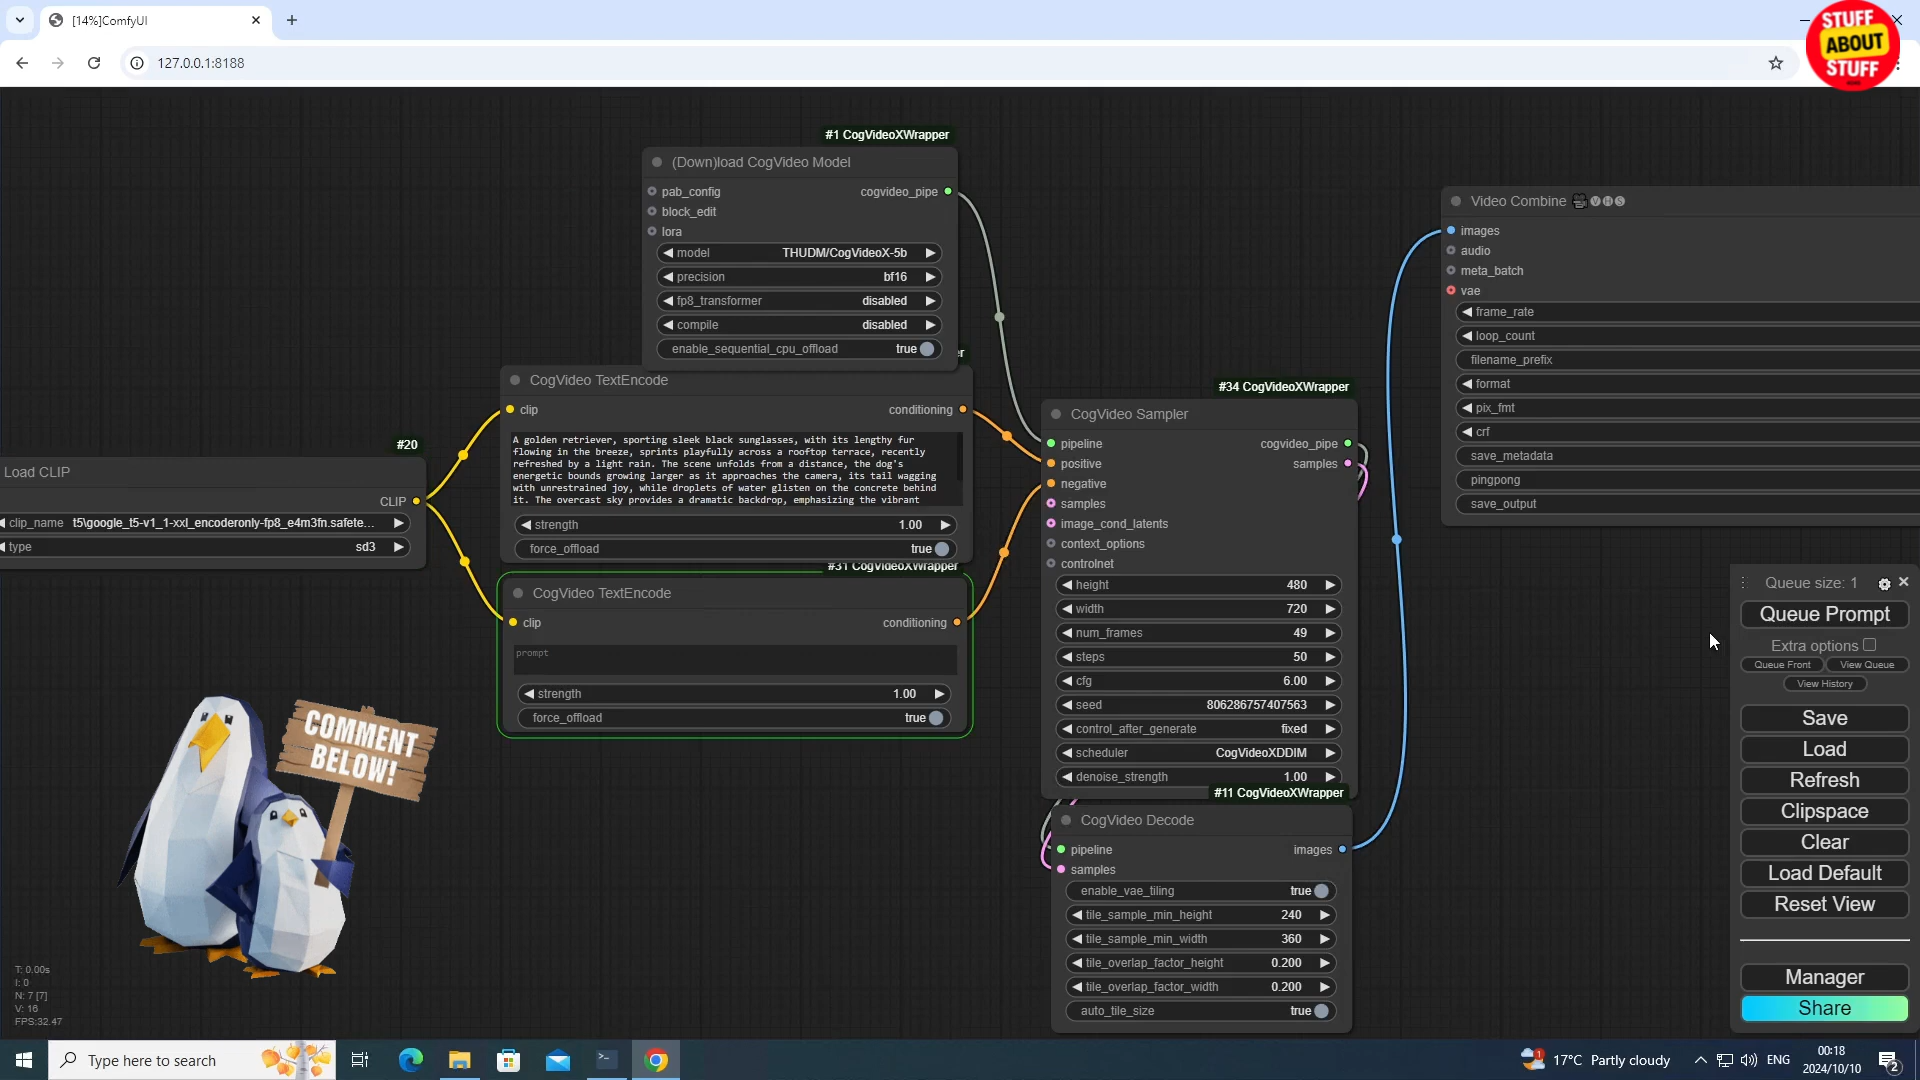 [14%]ComfyUI
127.0.0.1:8188
STUFF
ABOUT
STUFF
#1 CogVideoXWrapper
(Down)load CogVideo Model
pab_config
cogvideo_pipe
block_edit
lora
model THUDM/CogVideoX-5b
precision bf16
fp8_transformer disabled
compile disabled
enable_sequential_cpu_offload true
er
CogVideo TextEncode
clip
conditioning
A golden retriever, sporting sleek black sunglasses, with its lengthy fur
flowing in the breeze, sprints playfully across a rooftop terrace, recently
refreshed by a light rain. The scene unfolds from a distance, the dog's
energetic bounds growing larger as it approaches the camera, its tail wagging
with unrestrained joy, while droplets of water glisten on the concrete behind
it. The overcast sky provides a dramatic backdrop, emphasizing the vibrant
strength 1.00
force_offload true
#20
Load CLIP
CLIP
clip_name t5\google_t5-v1_1-xxl_encoderonly-fp8_e4m3fn.safete...
type sd3
#31 CogVideoXWrapper
CogVideo TextEncode
clip
conditioning
prompt
strength 1.00
force_offload true
#34 CogVideoXWrapper
CogVideo Sampler
pipeline
cogvideo_pipe
positive
samples
negative
samples
image_cond_latents
context_options
controlnet
height 480
width 720
num_frames 49
steps 50
cfg 6.00
seed 806286757407563
control_after_generate fixed
scheduler CogVideoXDDIM
denoise_strength 1.00
#11 CogVideoXWrapper
CogVideo Decode
pipeline
images
samples
enable_vae_tiling true
tile_sample_min_height 240
tile_sample_min_width 360
tile_overlap_factor_height 0.200
tile_overlap_factor_width 0.200
auto_tile_size true
Video Combine VHS
images
audio
meta_batch
vae
frame_rate
loop_count
filename_prefix
format
pix_fmt
crf
save_metadata
pingpong
save_output
Queue size: 1
Queue Prompt
Extra options
Queue Front
View Queue
View History
Save
Load
Refresh
Clipspace
Clear
Load Default
Reset View
Manager
Share
COMMENT
BELOW!
T: 0.00s
I: 0
N: 7 [7]
V: 16
FPS:32.47
Type here to search
1
17°C Partly cloudy
ENG
00:18
2024/10/10
2